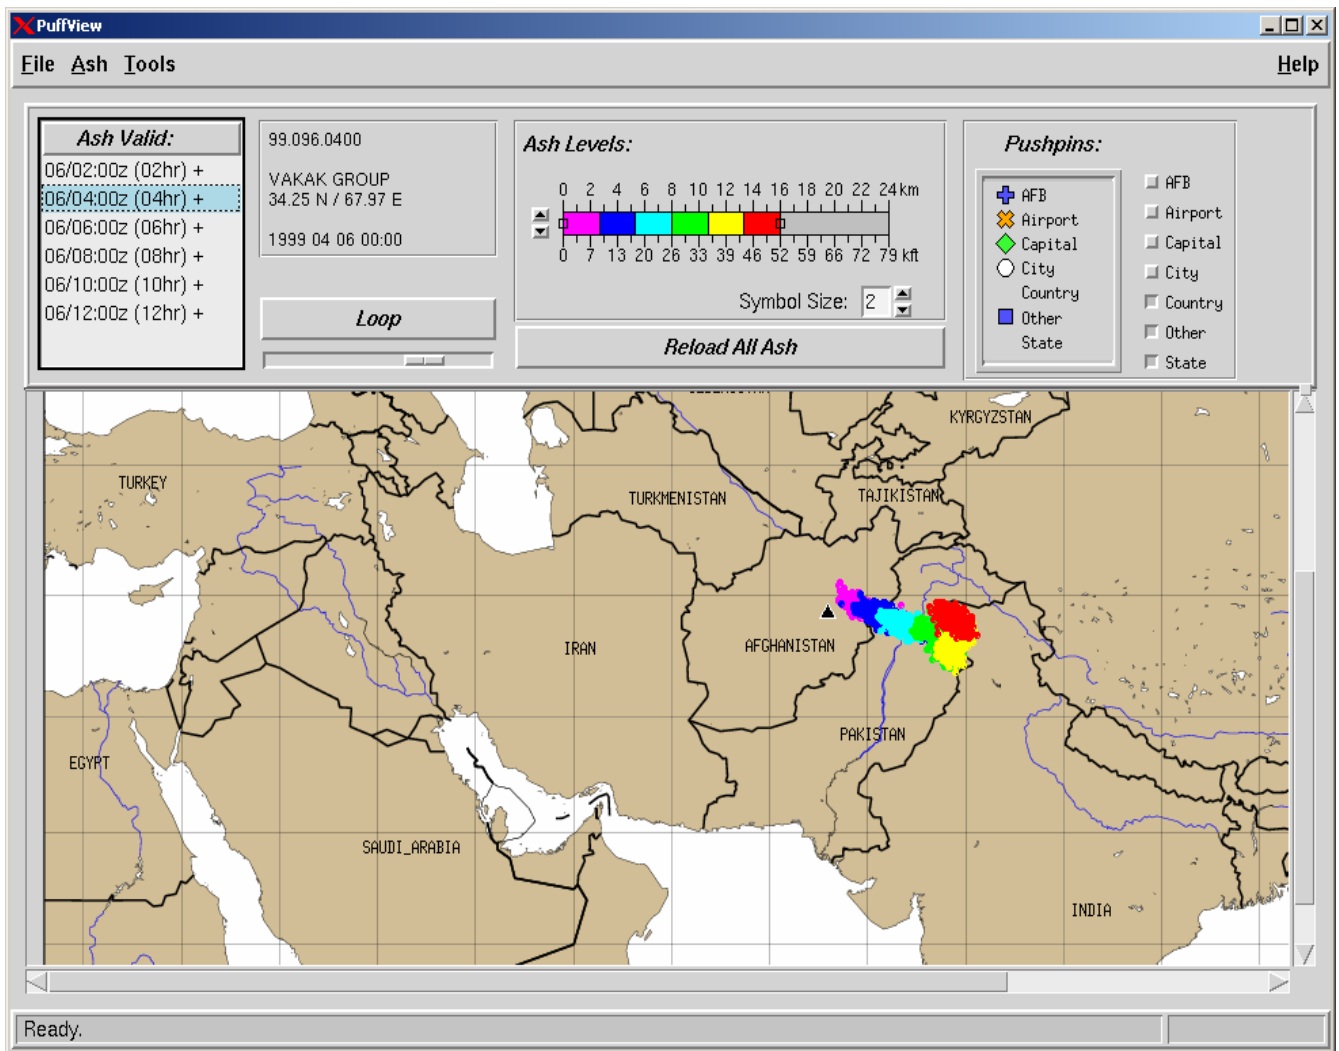 PuffView
File Ash Tools Help
Ash Valid:
06/02:00z (02hr) +
06/04:00z (04hr) +
06/06:00z (06hr) +
06/08:00z (08hr) +
06/10:00z (10hr) +
06/12:00z (12hr) +
99.096.0400
VAKAK GROUP
34.25 N / 67.97 E
1999 04 06 00:00
Loop
Ash Levels:
0 2 4 6 8 10 12 14 16 18 20 22 24 km
0 7 13 20 26 33 39 46 52 59 66 72 79 kft
Symbol Size: 2
Reload All Ash
Pushpins:
AFB
Airport
Capital
City
Country
Other
State
AFB
Airport
Capital
City
Country
Other
State
KYRGYZSTAN
TURKEY
TURKMENISTAN
TAJIKISTAN
IRAN
AFGHANISTAN
PAKISTAN
EGYPT
SAUDI_ARABIA
INDIA
Ready.